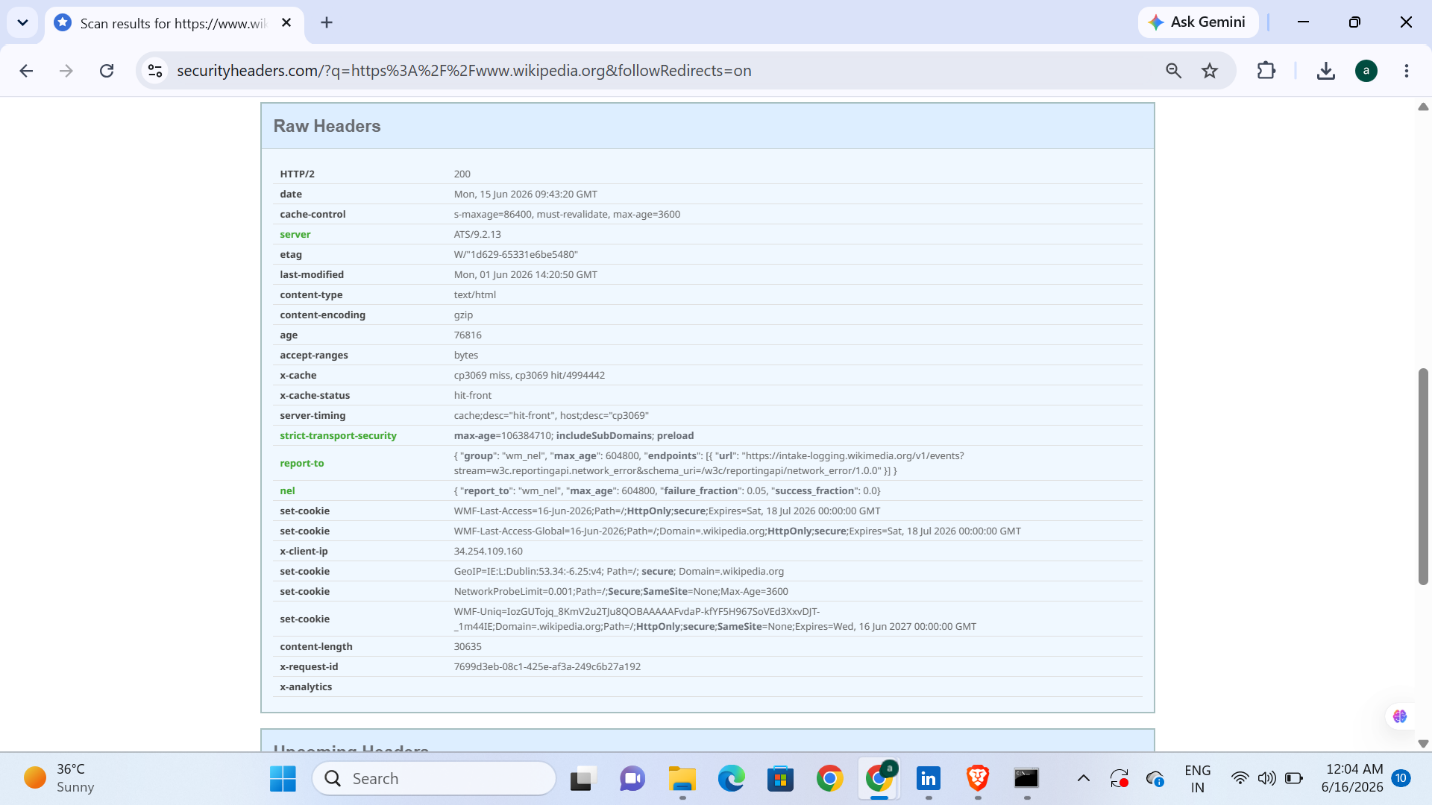 Scan results for https://www.wik
Ask Gemini
securityheaders.com/?q=https%3A%2F%2Fwww.wikipedia.org&followRedirects=on
a
Raw Headers
HTTP/2 200
date Mon, 15 Jun 2026 09:43:20 GMT
cache-control s-maxage=86400, must-revalidate, max-age=3600
server ATS/9.2.13
etag W/"1d629-65331e6be5480"
last-modified Mon, 01 Jun 2026 14:20:50 GMT
content-type text/html
content-encoding gzip
age 76816
accept-ranges bytes
x-cache cp3069 miss, cp3069 hit/4994442
x-cache-status hit-front
server-timing cache;desc="hit-front", host;desc="cp3069"
strict-transport-security max-age=106384710; includeSubDomains; preload
report-to { "group": "wm_nel", "max_age": 604800, "endpoints": [{ "url": "https://intake-logging.wikimedia.org/v1/events?
stream=w3c.reportingapi.network_error&schema_uri=/w3c/reportingapi/network_error/1.0.0" }] }
nel { "report_to": "wm_nel", "max_age": 604800, "failure_fraction": 0.05, "success_fraction": 0.0}
set-cookie WMF-Last-Access=16-Jun-2026;Path=/;HttpOnly;secure;Expires=Sat, 18 Jul 2026 00:00:00 GMT
set-cookie WMF-Last-Access-Global=16-Jun-2026;Path=/;Domain=.wikipedia.org;HttpOnly;secure;Expires=Sat, 18 Jul 2026 00:00:00 GMT
x-client-ip 34.254.109.160
set-cookie GeoIP=IE:L:Dublin:53.34:-6.25:v4; Path=/; secure; Domain=.wikipedia.org
set-cookie NetworkProbeLimit=0.001;Path=/;Secure;SameSite=None;Max-Age=3600
set-cookie WMF-Uniq=IozGUTojq_8KmV2u2TJu8QOBAAAAAFvdaP-kfYF5H967SoVEd3XxvDJT-
_1m44IE;Domain=.wikipedia.org;Path=/;HttpOnly;secure;SameSite=None;Expires=Wed, 16 Jun 2027 00:00:00 GMT
content-length 30635
x-request-id 7699d3eb-08c1-425e-af3a-249c6b27a192
x-analytics
Upcoming Headers
36°C
Sunny
Search
a
in
ENG
IN
12:04 AM
6/16/2026
10